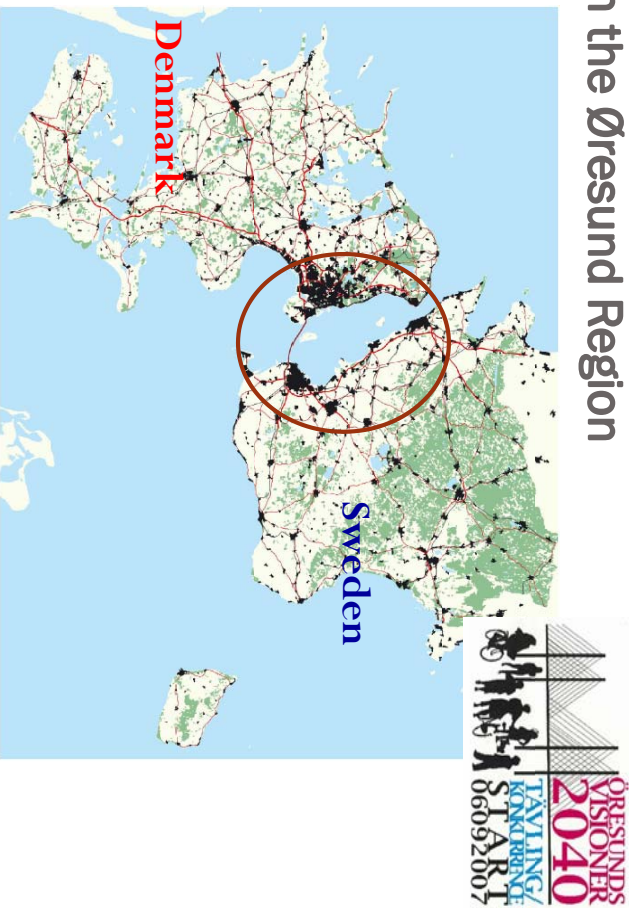 n the Øresund Region
Denmark
Sweden
ÖRESUNDS
VISIONER
2040
TÄVLING/
KONKURRENCE
START
06092007